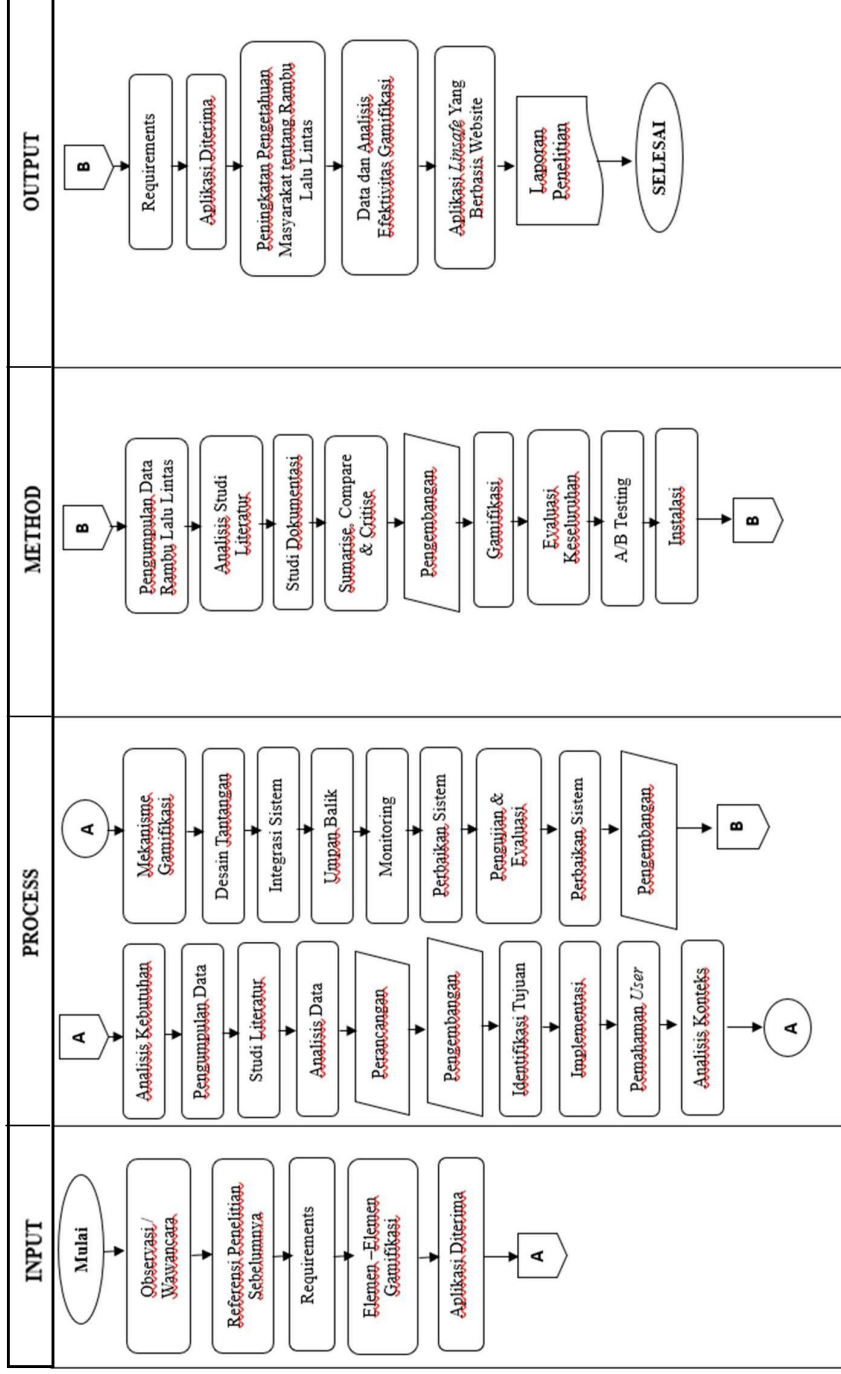 INPUT
Mulai
Observasi /
Wawancara
Referensi Penelitian
Sebelumnya
Requirements
Elemen –Elemen
Gamifikasi
Aplikasi Diterima
A
PROCESS
A
Analisis Kebutuhan
Pengumpulan Data
Studi Literatur
Analisis Data
Perancangan
Pengembangan
Identifikasi Tujuan
Implementasi
Pemahaman User
Analisis Konteks
A
A
Mekanisme
Gamifikasi
Desain Tantangan
Integrasi Sistem
Umpan Balik
Monitoring
Perbaikan Sistem
Pengujian &
Evaluasi
Perbaikan Sistem
Pengembangan
B
METHOD
B
Pengumpulan Data
Rambu Lalu Lintas
Analisis Studi
Literatur
Studi Dokumentasi
Sumarise, Compare
& Critise
Pengembangan
Gamifikasi
Evaluasi
Keseluruhan
A/B Testing
Instalasi
B
OUTPUT
B
Requirements
Aplikasi Diterima
Peningkatan Pengetahuan
Masyarakat tentang Rambu
Lalu Lintas
Data dan Analisis
Efektivitas Gamifikasi
Aplikasi Linsafe Yang
Berbasis Website
Laporan
Penelitian
SELESAI